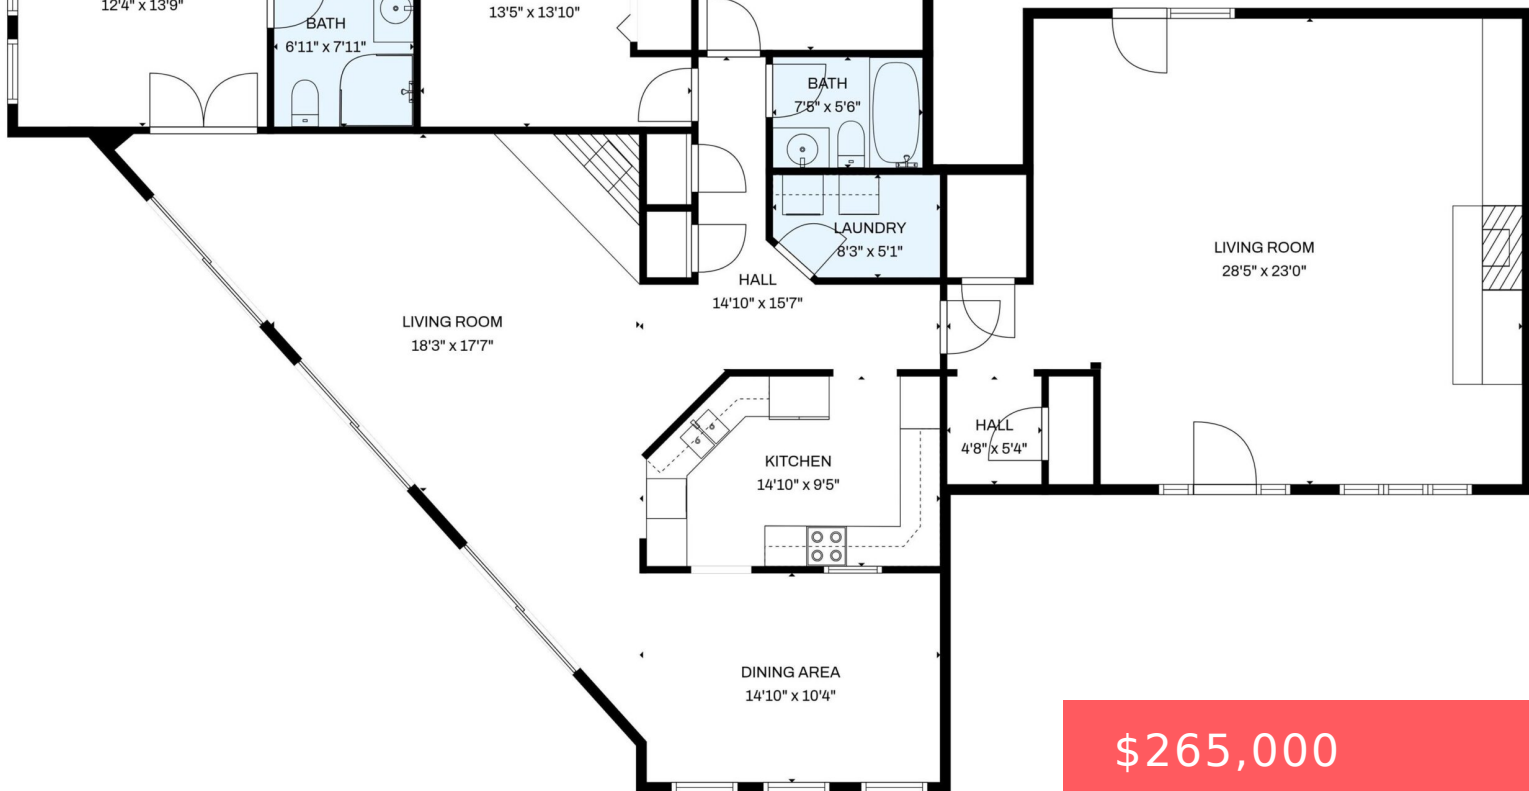 12'4" x 13'9"
BATH
6'11" x 7'11"
13'5" x 13'10"
BATH
7'5" x 5'6"
LAUNDRY
8'3" x 5'1"
HALL
14'10" x 15'7"
LIVING ROOM
28'5" x 23'0"
LIVING ROOM
18'3" x 17'7"
HALL
4'8" x 5'4"
KITCHEN
14'10" x 9'5"
DINING AREA
14'10" x 10'4"
$265,000